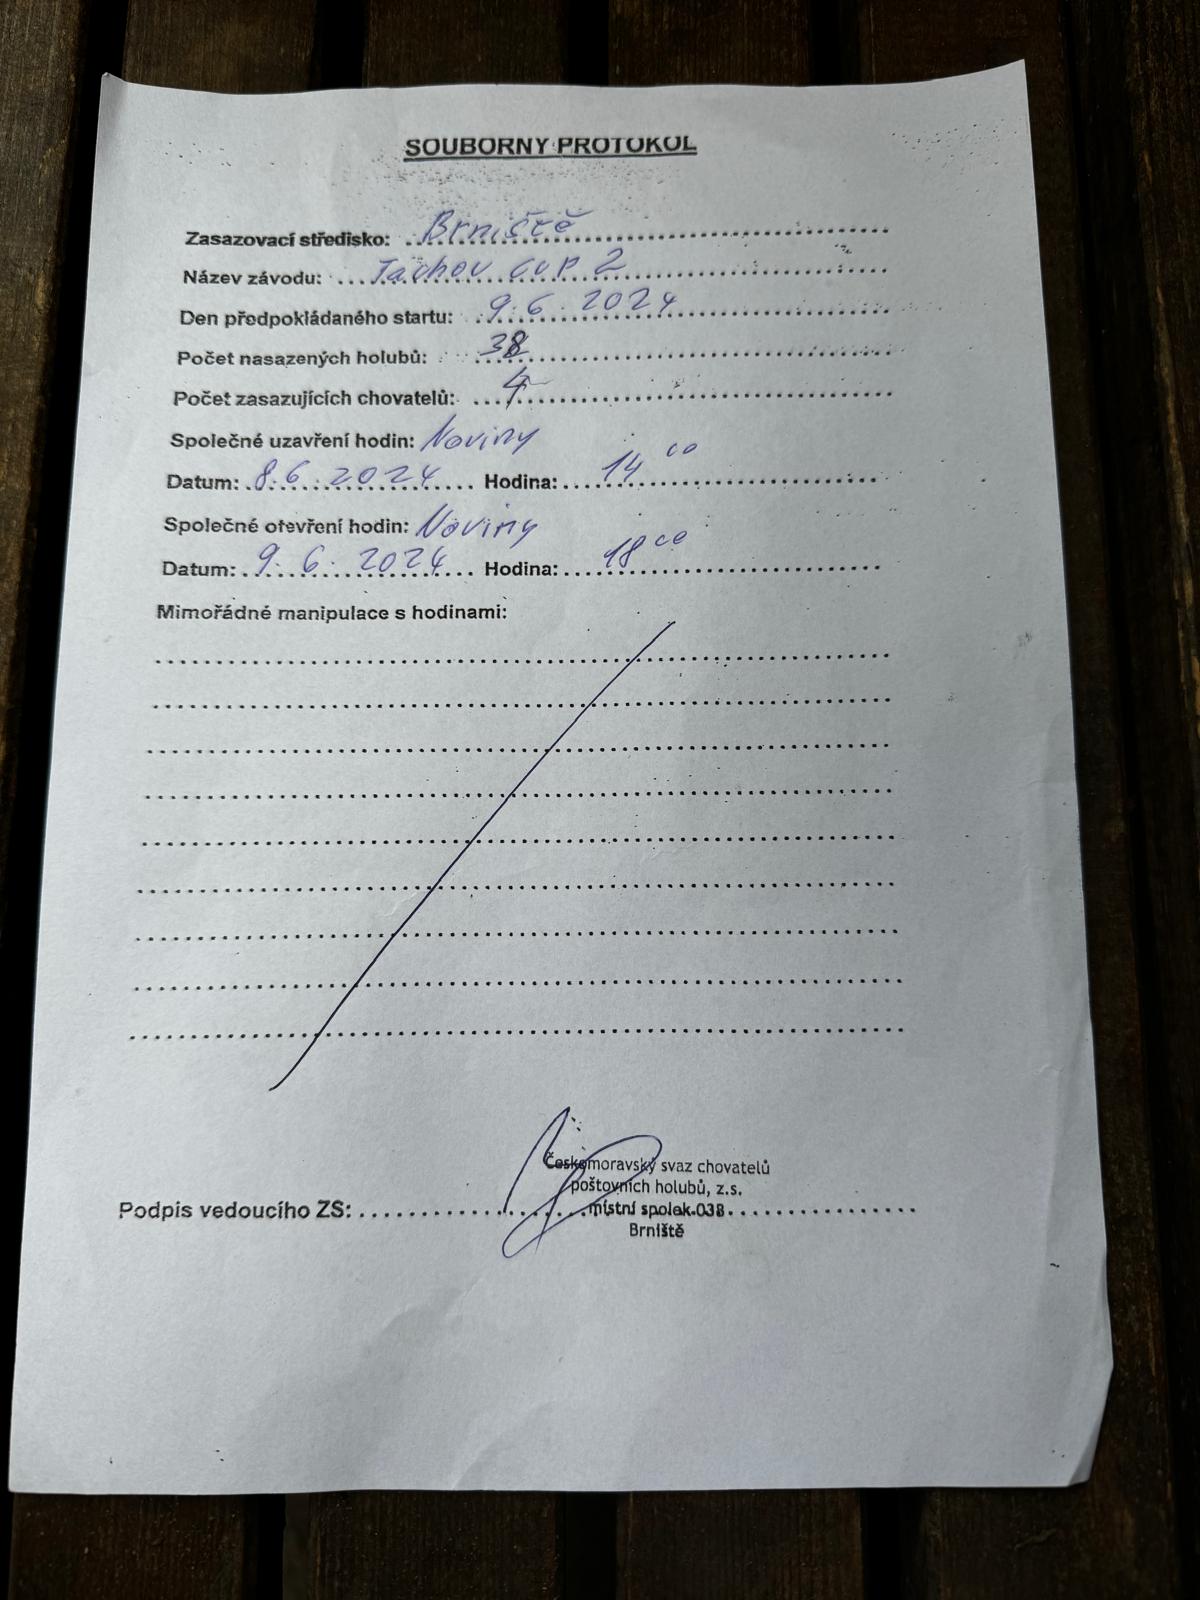 SOUBORNÝ PROTOKOL
Zasazovací středisko: Brniště
Název závodu: Tachov cup 2
Den předpokládaného startu: 9. 6. 2024
Počet nasazených holubů: 38
Počet zasazujících chovatelů: 4
Společné uzavření hodin: Noviny
Datum: 8. 6. 2024 Hodina: 14 00
Společné otevření hodin: Noviny
Datum: 9. 6. 2024 Hodina: 18 00
Mimořádné manipulace s hodinami:
Českomoravský svaz chovatelů
poštovních holubů, z.s.
Podpis vedoucího ZS: místní spolek 038
Brniště